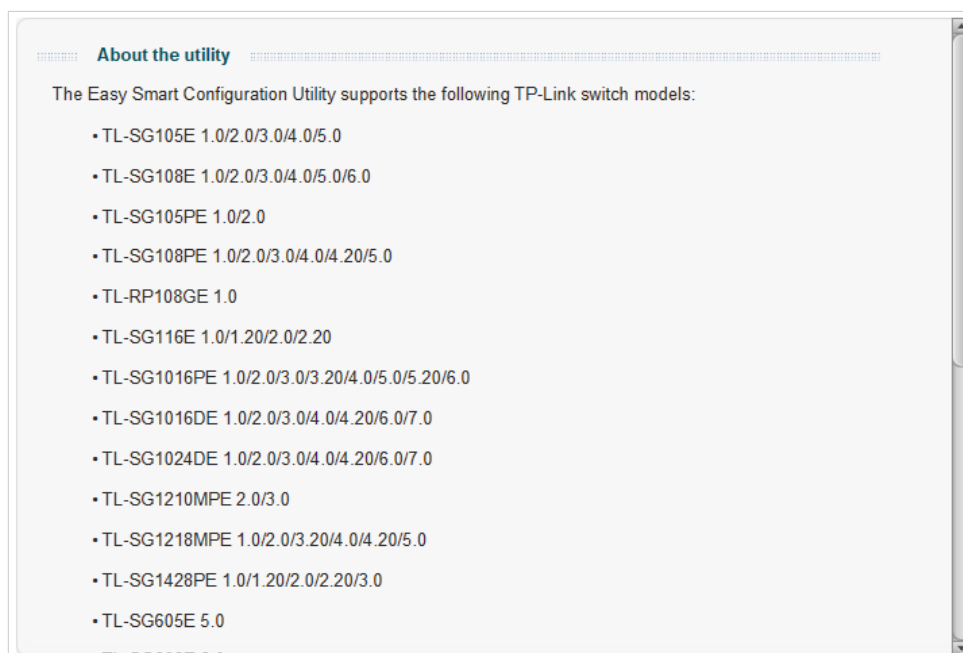 About the utility
The Easy Smart Configuration Utility supports the following TP-Link switch models:
• TL-SG105E 1.0/2.0/3.0/4.0/5.0
• TL-SG108E 1.0/2.0/3.0/4.0/5.0/6.0
• TL-SG105PE 1.0/2.0
• TL-SG108PE 1.0/2.0/3.0/4.0/4.20/5.0
• TL-RP108GE 1.0
• TL-SG116E 1.0/1.20/2.0/2.20
• TL-SG1016PE 1.0/2.0/3.0/3.20/4.0/5.0/5.20/6.0
• TL-SG1016DE 1.0/2.0/3.0/4.0/4.20/6.0/7.0
• TL-SG1024DE 1.0/2.0/3.0/4.0/4.20/6.0/7.0
• TL-SG1210MPE 2.0/3.0
• TL-SG1218MPE 1.0/2.0/3.20/4.0/4.20/5.0
• TL-SG1428PE 1.0/1.20/2.0/2.20/3.0
• TL-SG605E 5.0